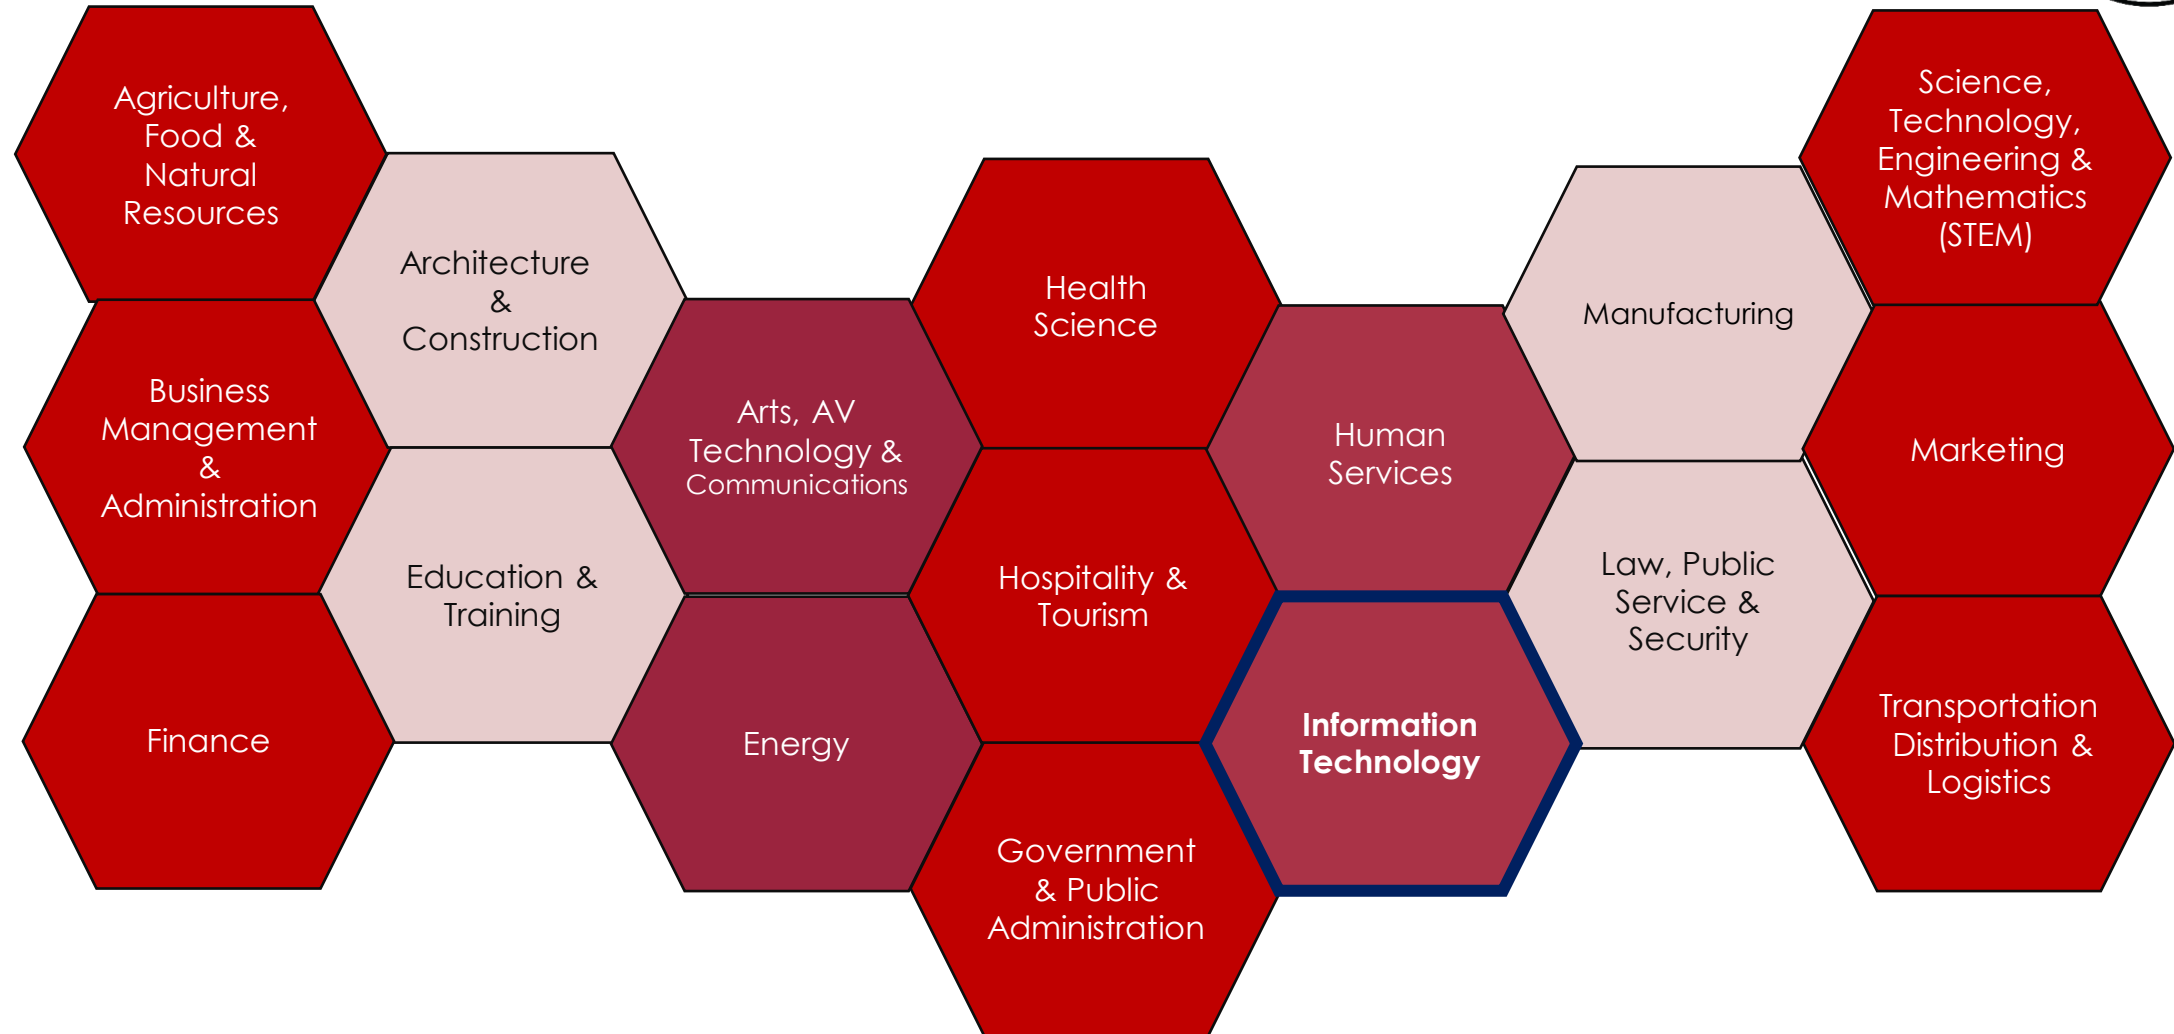 Agriculture,
Food &
Natural
Resources
Business
Management
&
Administration
Finance
Architecture
&
Construction
Education &
Training
Arts, AV
Technology &
Communications
Energy
Health
Science
Hospitality &
Tourism
Government
& Public
Administration
Human
Services
Information
Technology
Manufacturing
Law, Public
Service &
Security
Science,
Technology,
Engineering &
Mathematics
(STEM)
Marketing
Transportation
Distribution &
Logistics